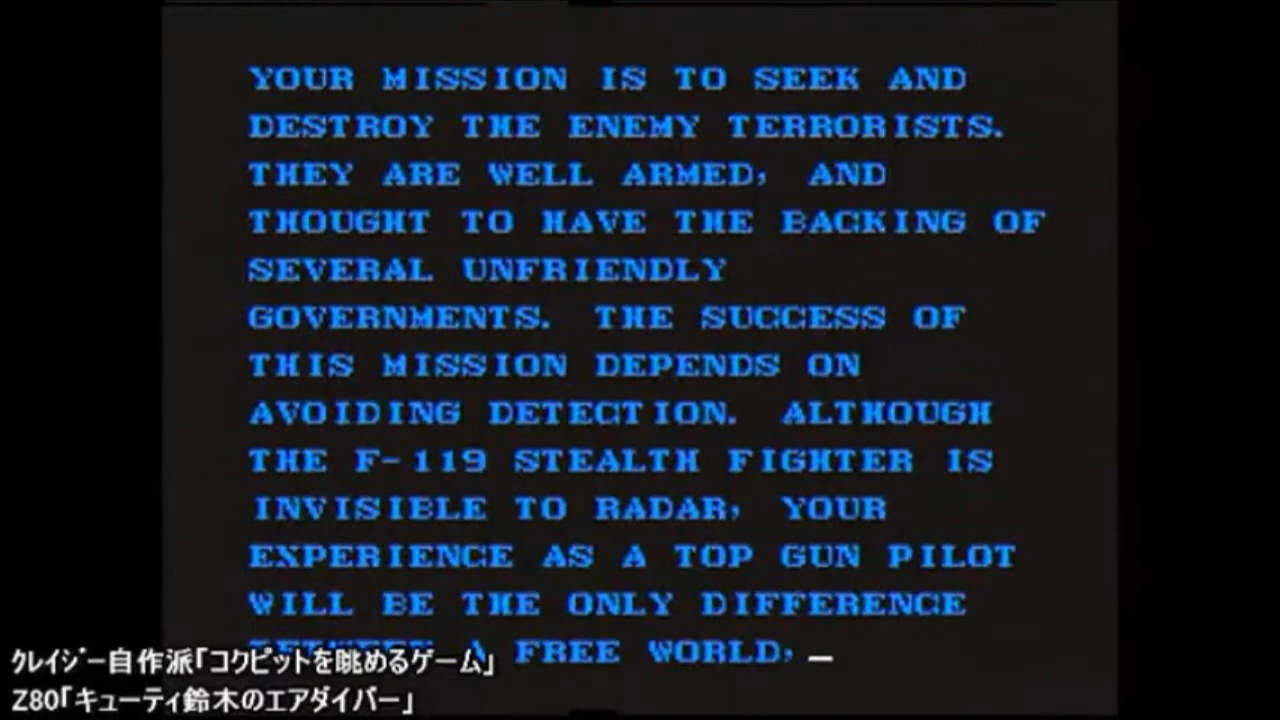 YOUR MISSION IS TO SEEK AND
DESTROY THE ENEMY TERRORISTS.
THEY ARE WELL ARMED, AND
THOUGHT TO HAVE THE BACKING OF
SEVERAL UNFRIENDLY
GOVERNMENTS. THE SUCCESS OF
THIS MISSION DEPENDS ON
AVOIDING DETECTION. ALTHOUGH
THE F-119 STEALTH FIGHTER IS
INVISIBLE TO RADAR, YOUR
EXPERIENCE AS A TOP GUN PILOT
WILL BE THE ONLY DIFFERENCE
BETWEEN A FREE WORLD,
クレイジー自作派「コクピットを眺めるゲーム」
Z80「キューティ鈴木のエアダイバー」